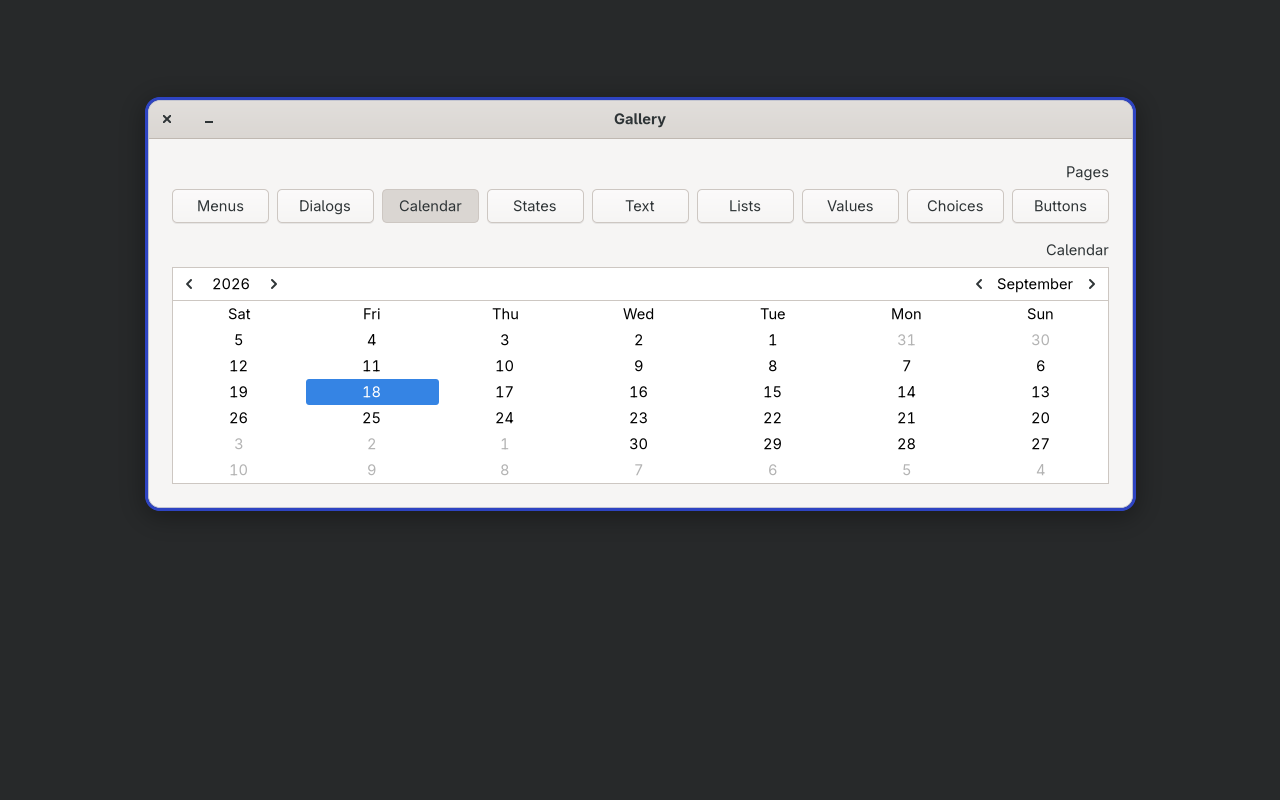 Gallery
Pages
Menus Dialogs Calendar States Text Lists Values Choices Buttons
Calendar
2026 September
Sat Fri Thu Wed Tue Mon Sun
5 4 3 2 1 31 30
12 11 10 9 8 7 6
19 18 17 16 15 14 13
26 25 24 23 22 21 20
3 2 1 30 29 28 27
10 9 8 7 6 5 4